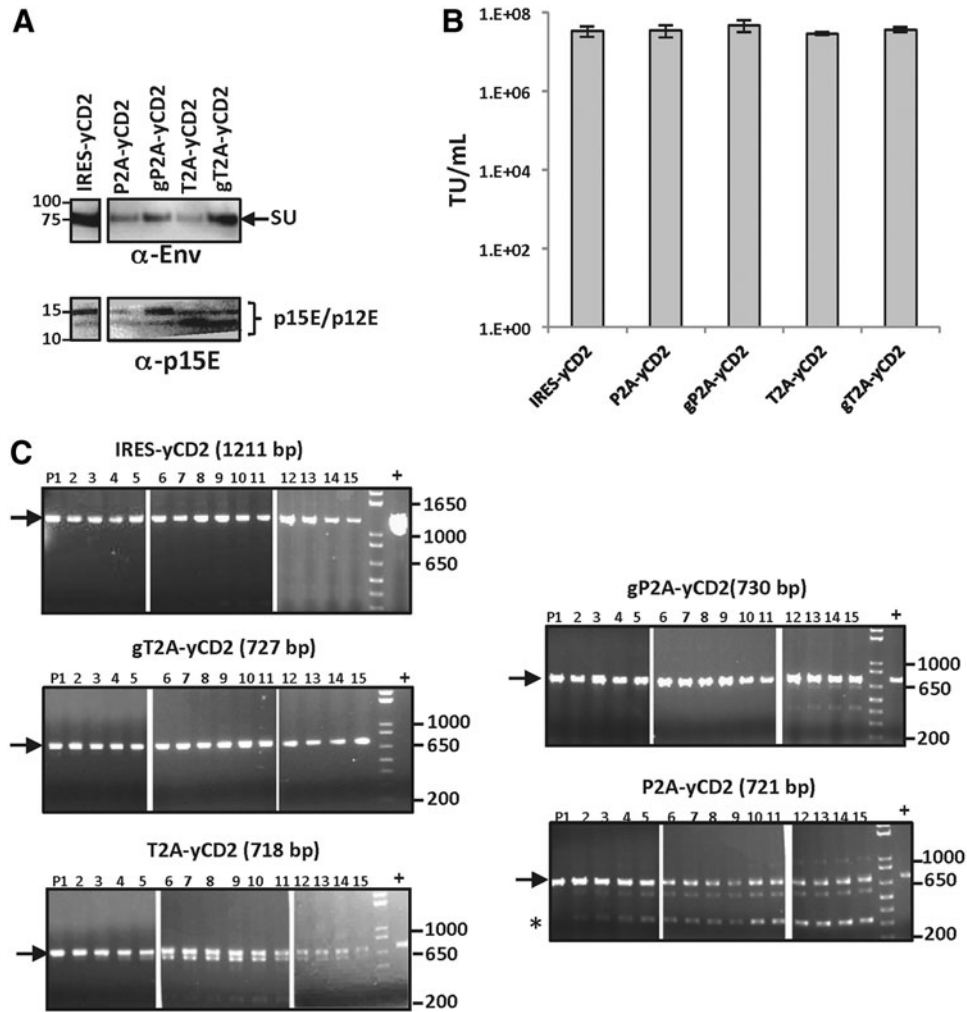 A
IRES-yCD2
P2A-yCD2
gP2A-yCD2
T2A-yCD2
gT2A-yCD2
100
75
SU
α-Env
15
10
p15E/p12E
α-p15E
B
TU/mL
1.E+08
1.E+06
1.E+04
1.E+02
1.E+00
IRES-yCD2
P2A-yCD2
gP2A-yCD2
T2A-yCD2
gT2A-yCD2
C
IRES-yCD2 (1211 bp)
P1 2 3 4 5 6 7 8 9 10 11 12 13 14 15 +
1650
1000
650
gT2A-yCD2 (727 bp)
P1 2 3 4 5 6 7 8 9 10 11 12 13 14 15 +
1000
650
200
T2A-yCD2 (718 bp)
P1 2 3 4 5 6 7 8 9 10 11 12 13 14 15 +
1000
650
200
gP2A-yCD2(730 bp)
P1 2 3 4 5 6 7 8 9 10 11 12 13 14 15 +
1000
650
200
P2A-yCD2 (721 bp)
P1 2 3 4 5 6 7 8 9 10 11 12 13 14 15 +
1000
650
*
200